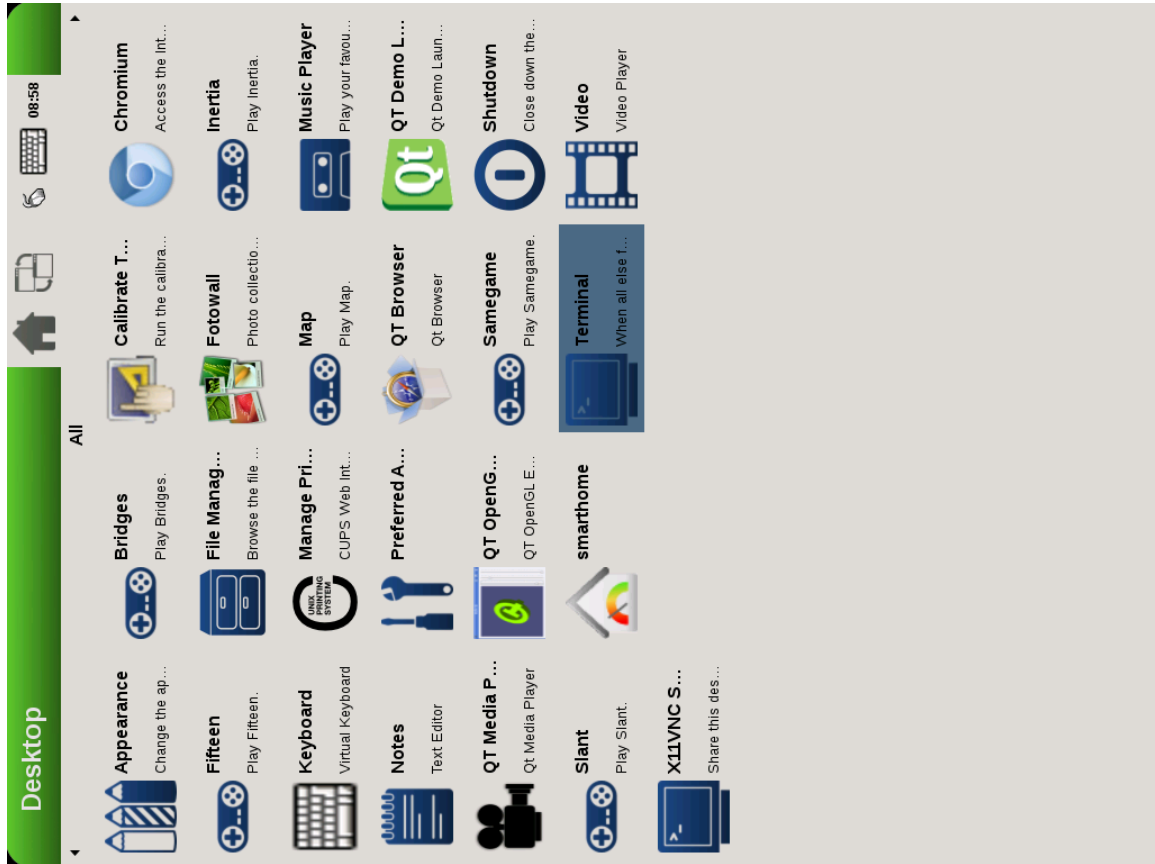 Desktop
08:58
All
Appearance
Change the ap...
Bridges
Play Bridges.
Calibrate T...
Run the calibra...
Chromium
Access the Int...
Fifteen
Play Fifteen.
File Manag...
Browse the file ...
Fotowall
Photo collectio...
Inertia
Play Inertia.
Keyboard
Virtual Keyboard
UNIX
PRINTING
SYSTEM
Manage Pri...
CUPS Web Int...
Map
Play Map.
Music Player
Play your favou...
Notes
Text Editor
Preferred A...
QT Browser
Qt Browser
Qt
QT Demo L...
Qt Demo Laun...
QT Media P...
Qt Media Player
QT OpenG...
QT OpenGL E...
Samegame
Play Samegame.
Shutdown
Close down the...
Slant
Play Slant.
smarthome
>_
Terminal
When all else f...
Video
Video Player
>_
X11VNC S...
Share this des...